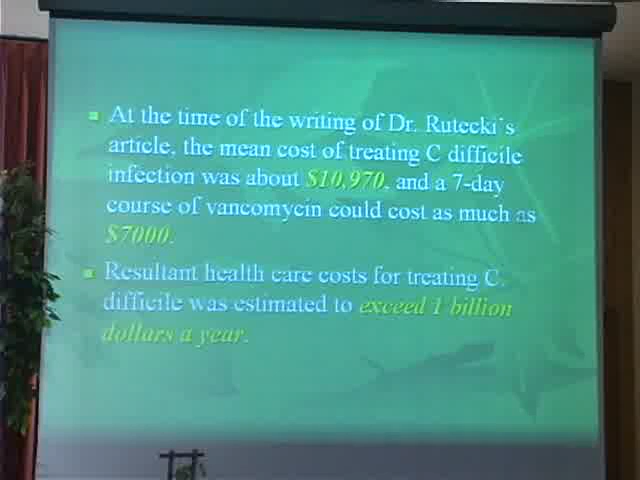 At the time of the writing of Dr. Rutecki's
article, the mean cost of treating C difficile
infection was about $10,970, and a 7-day
course of vancomycin could cost as much as
$7000.
Resultant health care costs for treating C.
difficile was estimated to exceed 1 billion
dollars a year.